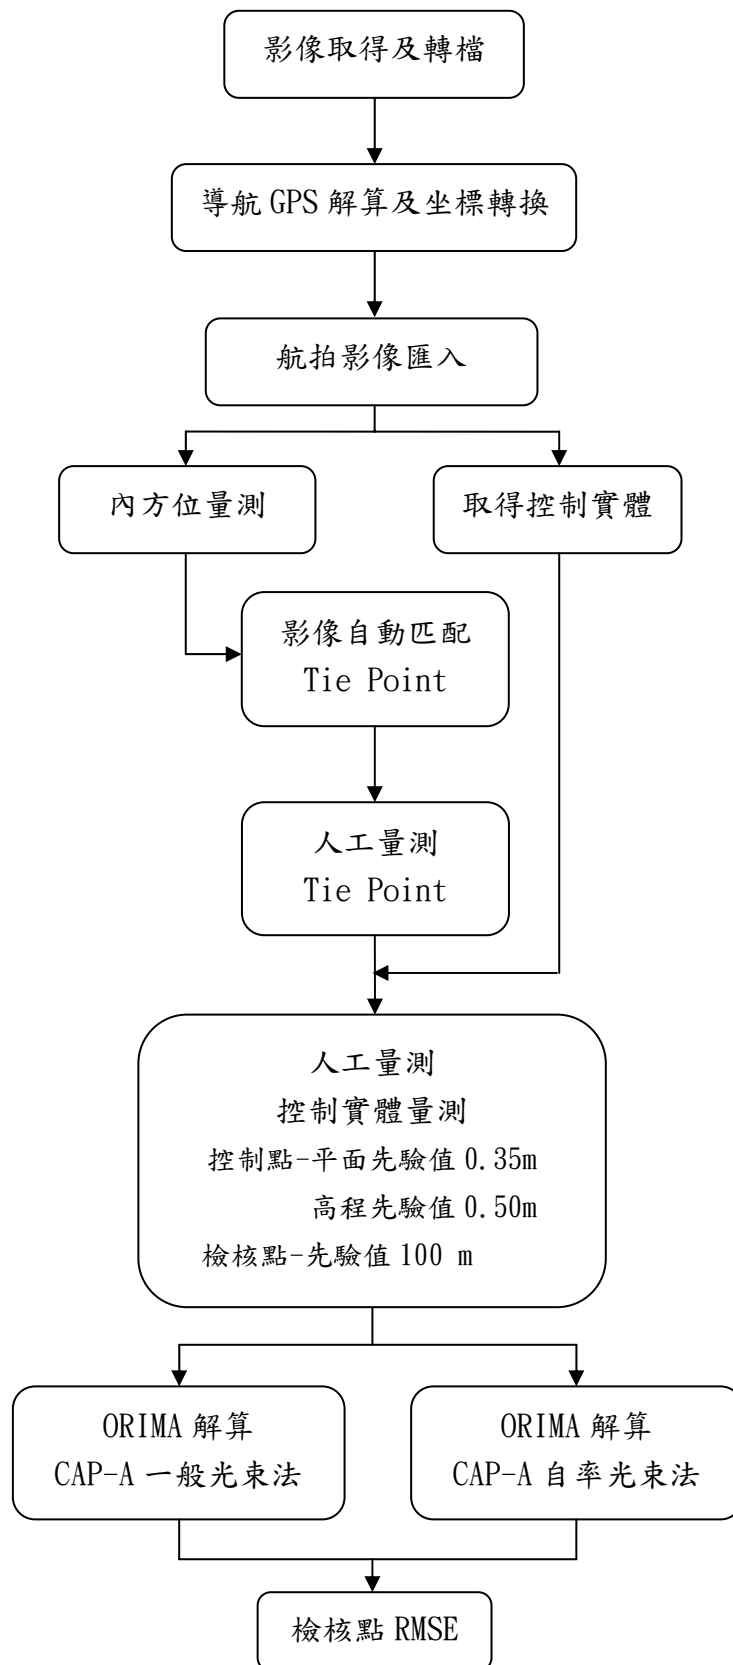 影像取得及轉檔
導航 GPS 解算及坐標轉換
航拍影像匯入
內方位量測
取得控制實體
影像自動匹配
Tie Point
人工量測
Tie Point
人工量測
控制實體量測
控制點-平面先驗值 0.35m
高程先驗值 0.50m
檢核點-先驗值 100 m
ORIMA 解算
CAP-A 一般光束法
ORIMA 解算
CAP-A 自率光束法
檢核點 RMSE